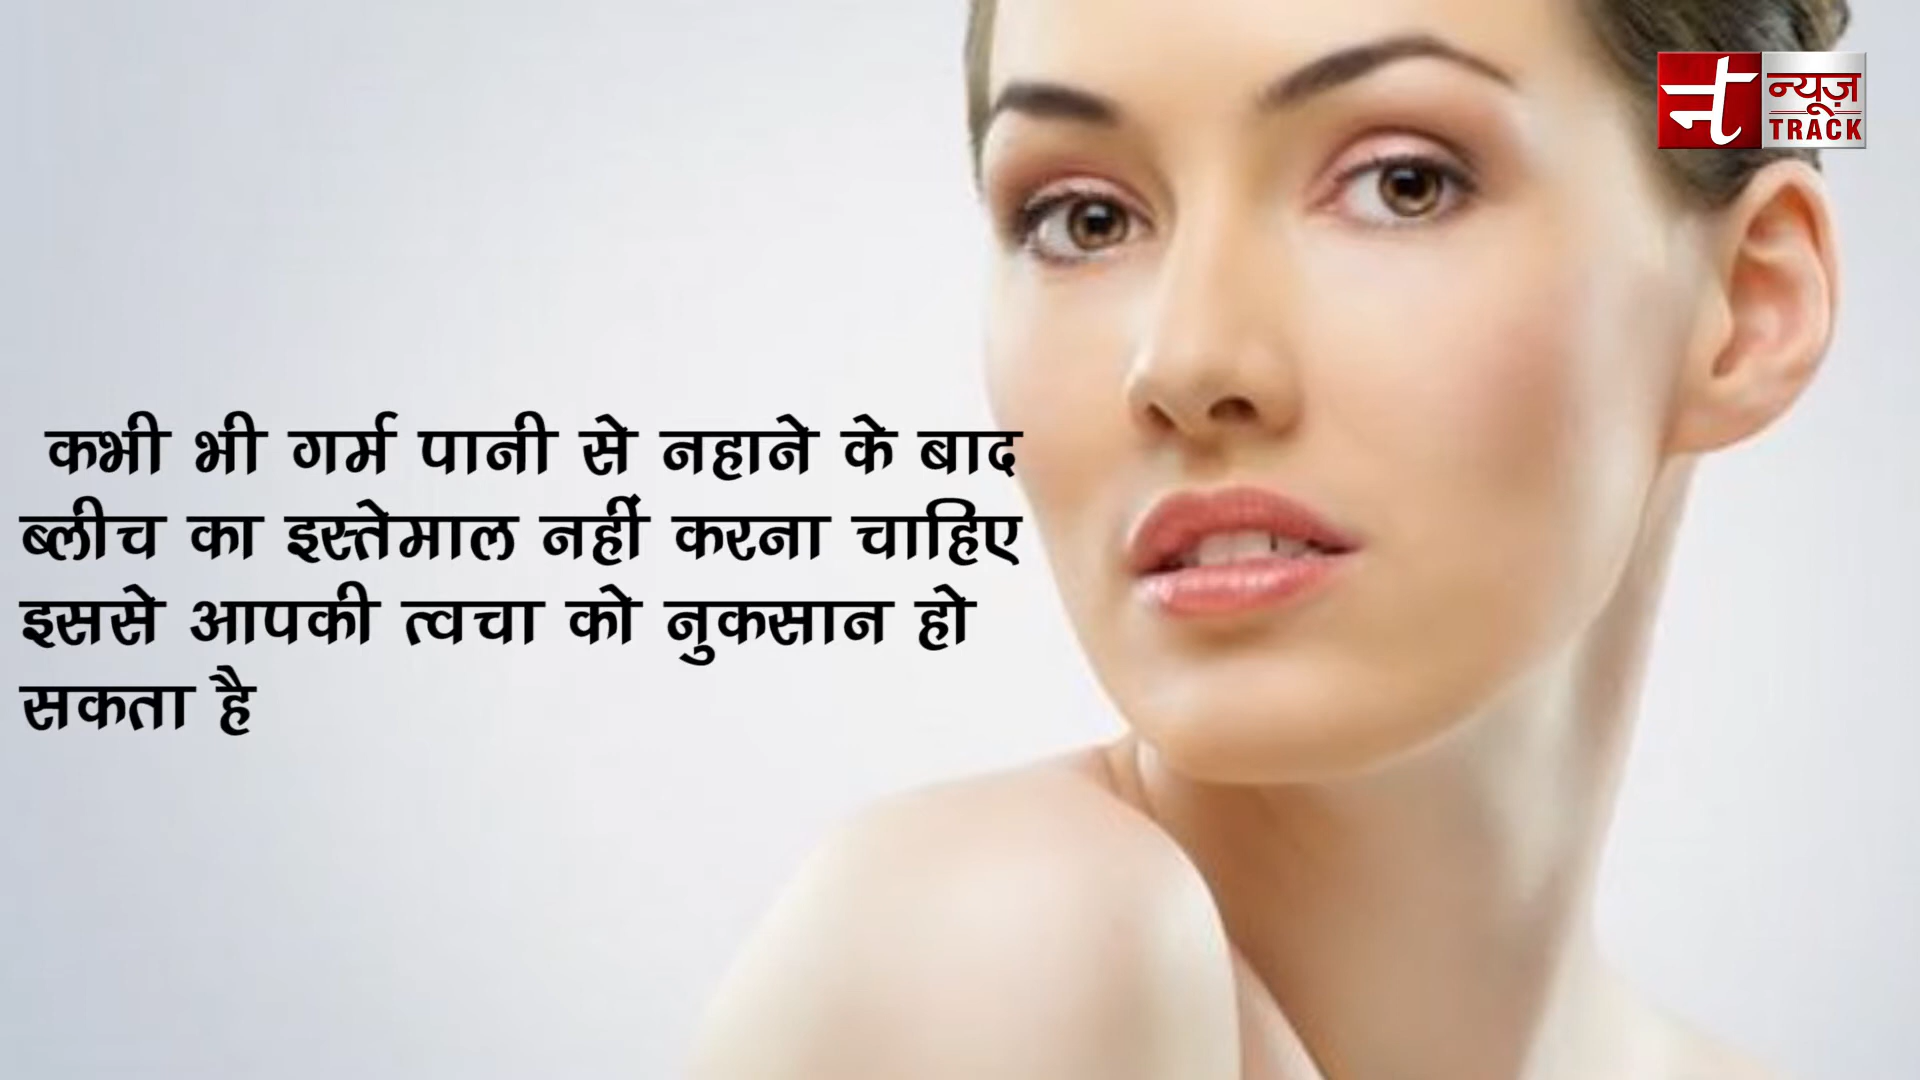 कभी भी गर्म पानी से नहाने के बाद
ब्लीच का इस्तेमाल नहीं करना चाहिए
इससे आपकी त्वचा को नुकसान हो
सकता है
न्यूज़
TRACK